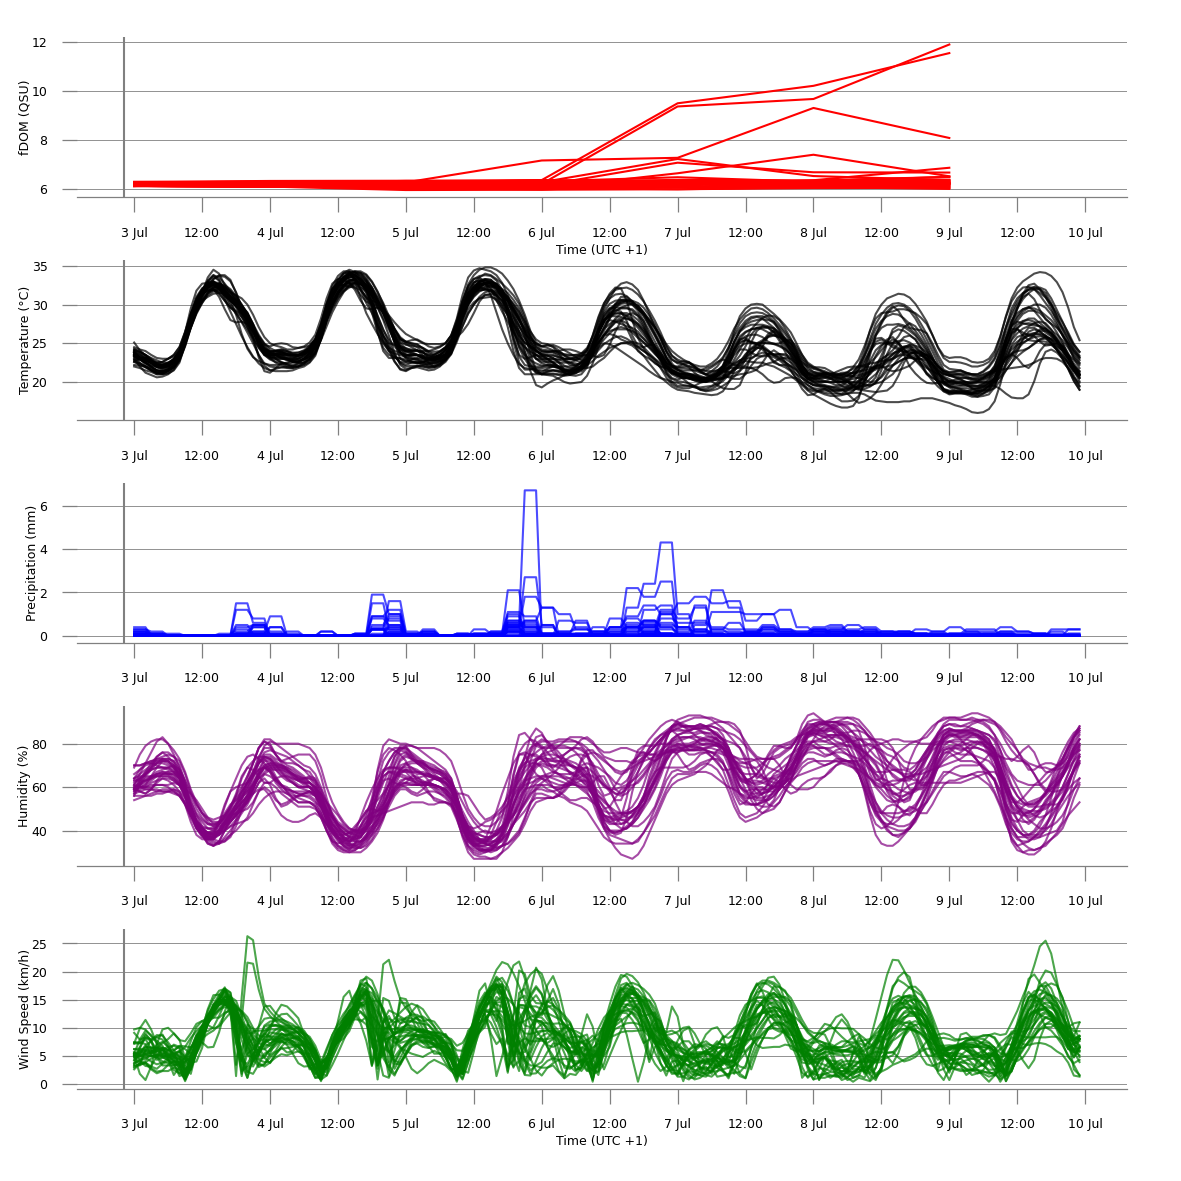 12
10
8
6
fDOM (QSU)
3 Jul 12:00 4 Jul 12:00 5 Jul 12:00 6 Jul 12:00 7 Jul 12:00 8 Jul 12:00 9 Jul 12:00 10 Jul
Time (UTC +1)
35
30
25
20
Temperature (°C)
3 Jul 12:00 4 Jul 12:00 5 Jul 12:00 6 Jul 12:00 7 Jul 12:00 8 Jul 12:00 9 Jul 12:00 10 Jul
6
4
2
0
Precipitation (mm)
3 Jul 12:00 4 Jul 12:00 5 Jul 12:00 6 Jul 12:00 7 Jul 12:00 8 Jul 12:00 9 Jul 12:00 10 Jul
80
60
40
Humidity (%)
3 Jul 12:00 4 Jul 12:00 5 Jul 12:00 6 Jul 12:00 7 Jul 12:00 8 Jul 12:00 9 Jul 12:00 10 Jul
25
20
15
10
5
0
Wind Speed (km/h)
3 Jul 12:00 4 Jul 12:00 5 Jul 12:00 6 Jul 12:00 7 Jul 12:00 8 Jul 12:00 9 Jul 12:00 10 Jul
Time (UTC +1)